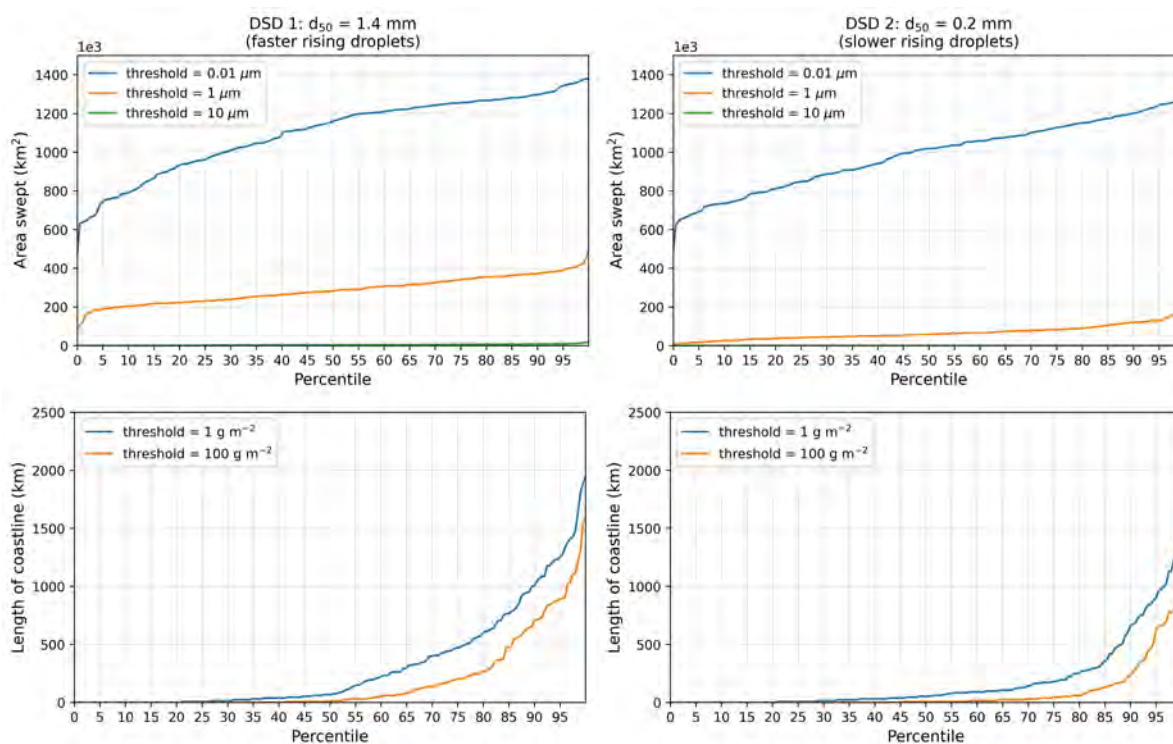 DSD 1: d₅₀ = 1.4 mm
(faster rising droplets)
1e3
threshold = 0.01 μm
threshold = 1 μm
threshold = 10 μm
1400
1200
1000
800
600
400
200
0
Area swept (km²)
0 5 10 15 20 25 30 35 40 45 50 55 60 65 70 75 80 85 90 95
Percentile
DSD 2: d₅₀ = 0.2 mm
(slower rising droplets)
1e3
threshold = 0.01 μm
threshold = 1 μm
threshold = 10 μm
1400
1200
1000
800
600
400
200
0
Area swept (km²)
0 5 10 15 20 25 30 35 40 45 50 55 60 65 70 75 80 85 90 95
Percentile
threshold = 1 g m⁻²
threshold = 100 g m⁻²
2500
2000
1500
1000
500
0
Length of coastline (km)
0 5 10 15 20 25 30 35 40 45 50 55 60 65 70 75 80 85 90 95
Percentile
threshold = 1 g m⁻²
threshold = 100 g m⁻²
2500
2000
1500
1000
500
0
Length of coastline (km)
0 5 10 15 20 25 30 35 40 45 50 55 60 65 70 75 80 85 90 95
Percentile